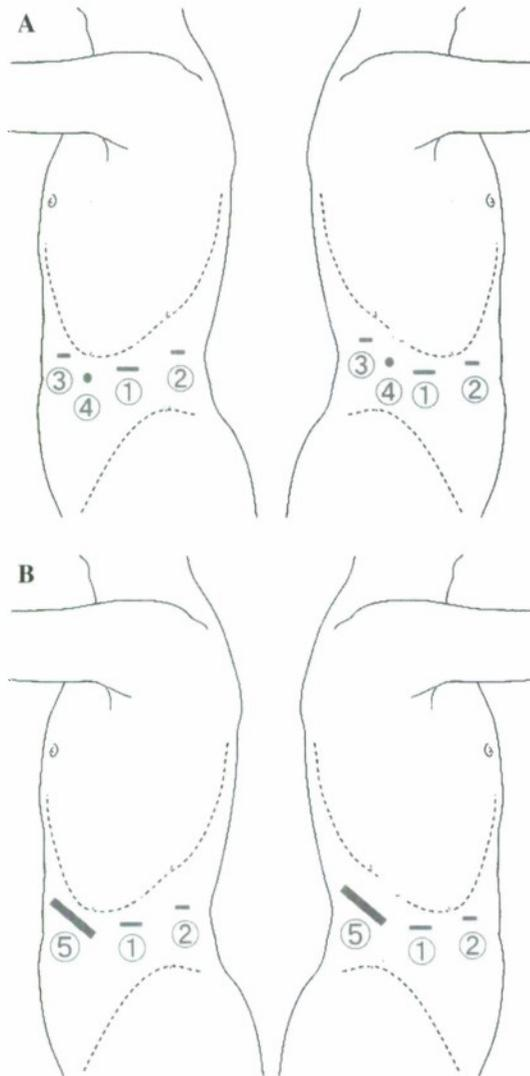 A
③ ④ ① ② ③ ④ ① ②
B
⑤ ① ② ⑤ ① ②